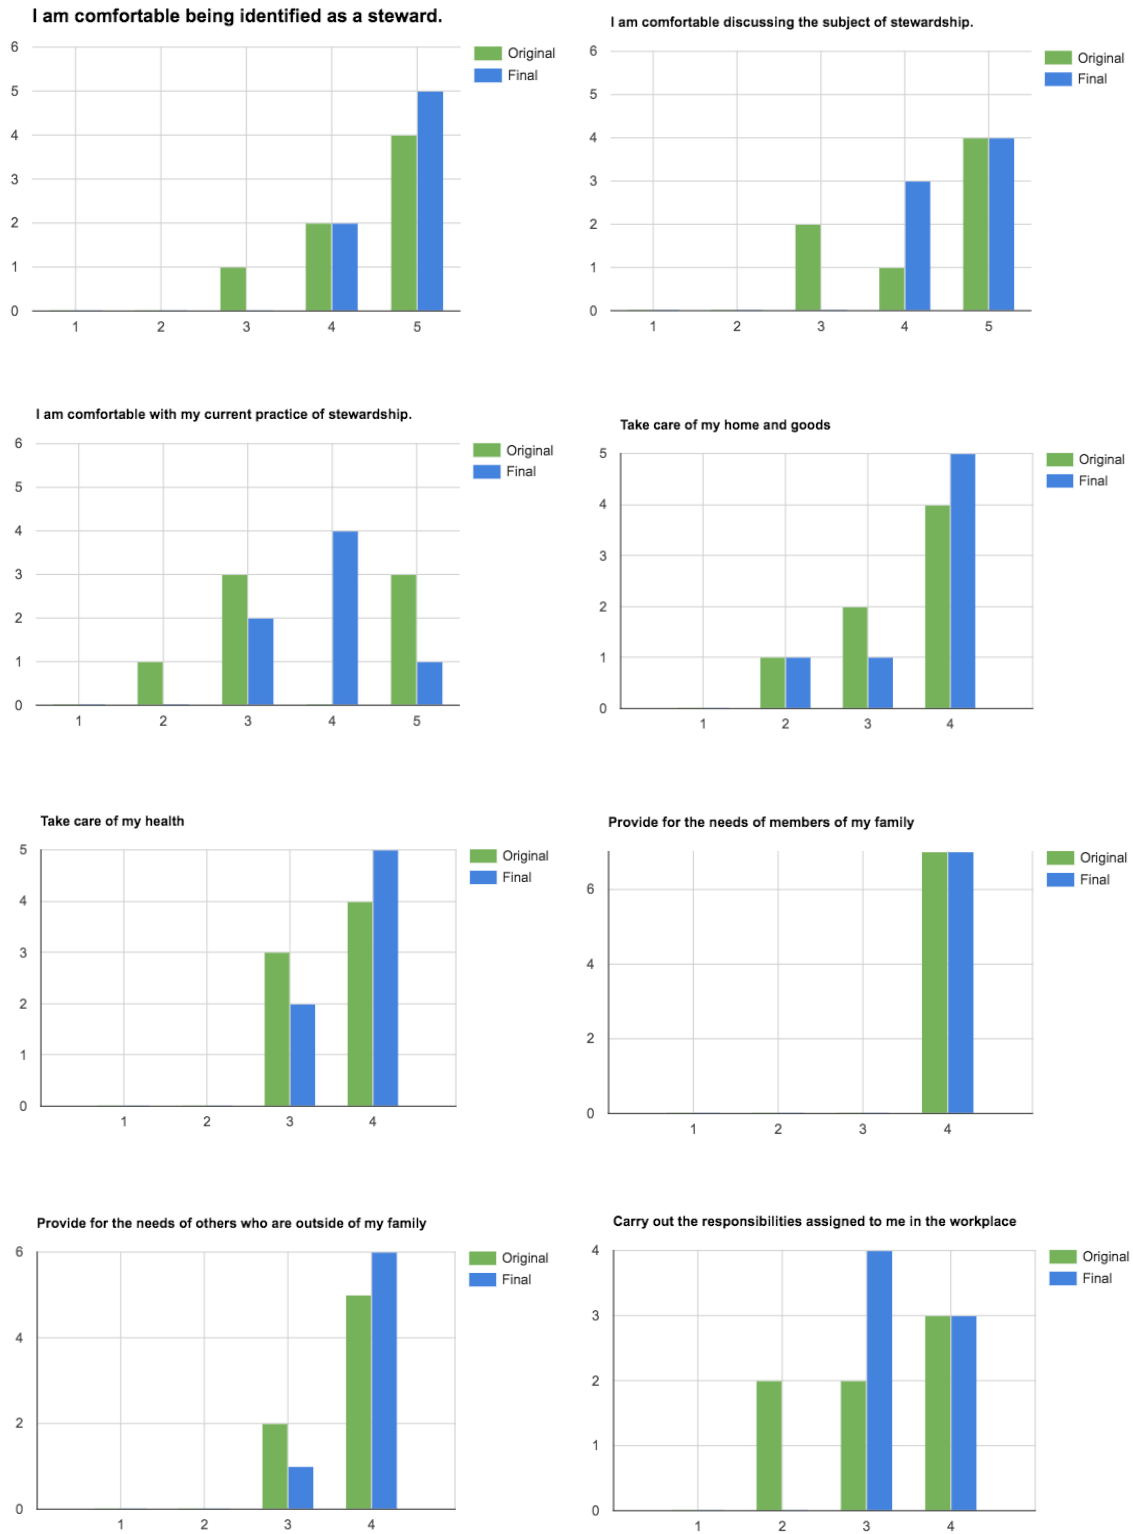 I am comfortable being identified as a steward.
6
5
4
3
2
1
0
1 2 3 4 5
Original
Final
I am comfortable discussing the subject of stewardship.
6
5
4
3
2
1
0
1 2 3 4 5
Original
Final
I am comfortable with my current practice of stewardship.
6
5
4
3
2
1
0
1 2 3 4 5
Original
Final
Take care of my home and goods
5
4
3
2
1
0
1 2 3 4
Original
Final
Take care of my health
5
4
3
2
1
0
1 2 3 4
Original
Final
Provide for the needs of members of my family
6
4
2
0
1 2 3 4
Original
Final
Provide for the needs of others who are outside of my family
6
4
2
0
1 2 3 4
Original
Final
Carry out the responsibilities assigned to me in the workplace
4
3
2
1
0
1 2 3 4
Original
Final